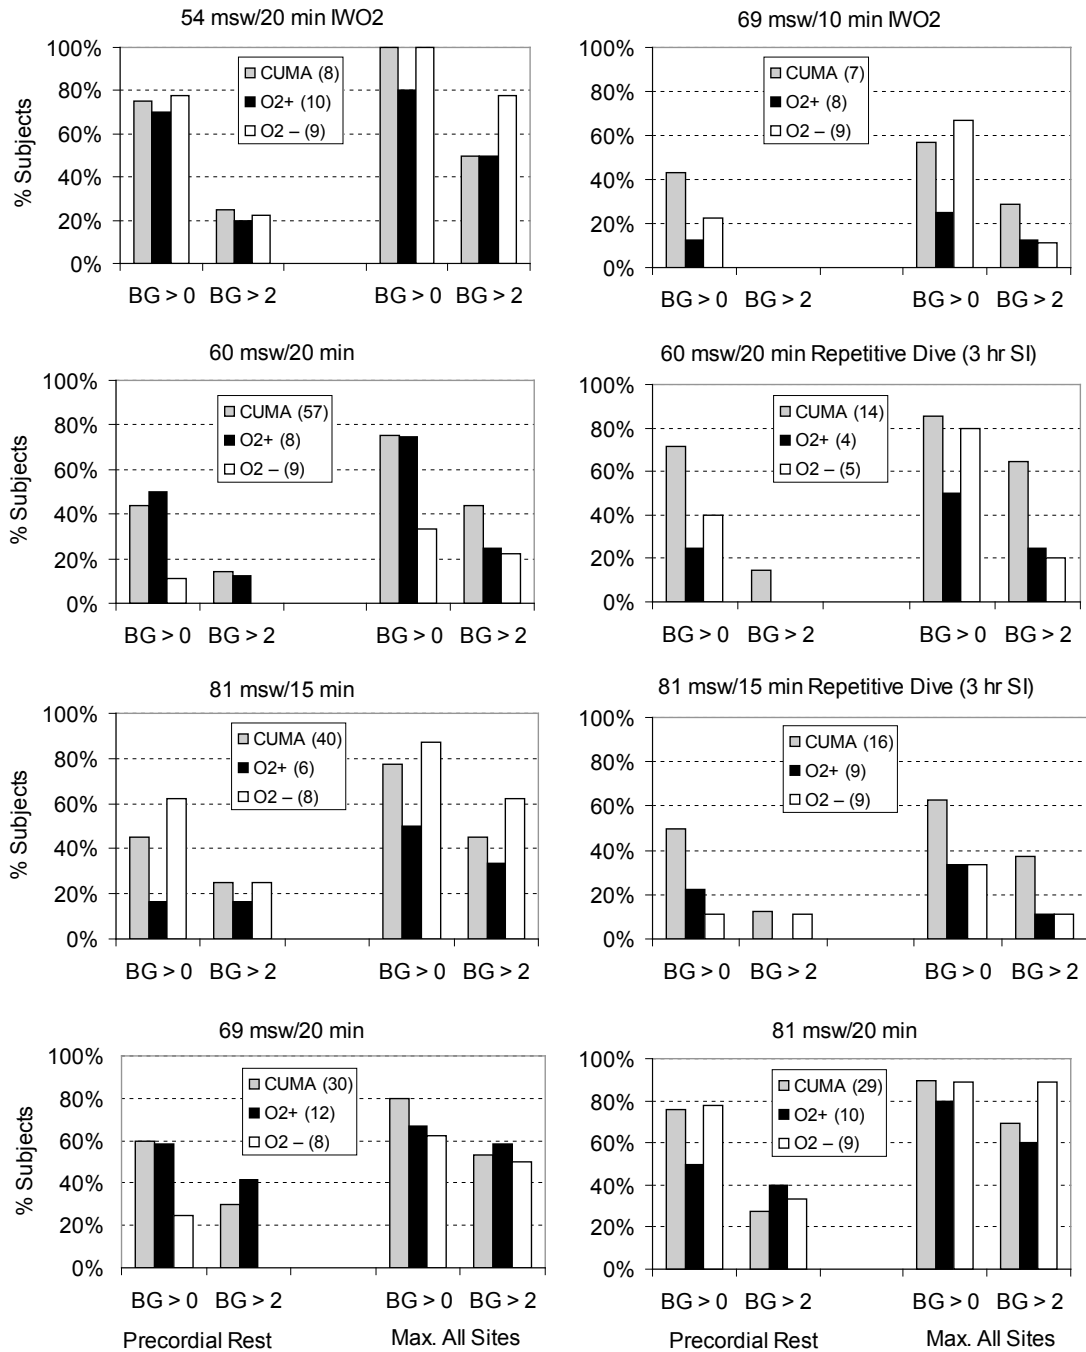 54 msw/20 min IWO2
100%
80%
60%
40%
20%
0%
% Subjects
CUMA (8)
O2+ (10)
O2 – (9)
BG > 0 BG > 2 BG > 0 BG > 2
69 msw/10 min IWO2
100%
80%
60%
40%
20%
0%
CUMA (7)
O2+ (8)
O2 – (9)
BG > 0 BG > 2 BG > 0 BG > 2
60 msw/20 min
100%
80%
60%
40%
20%
0%
% Subjects
CUMA (57)
O2+ (8)
O2 – (9)
BG > 0 BG > 2 BG > 0 BG > 2
60 msw/20 min Repetitive Dive (3 hr SI)
100%
80%
60%
40%
20%
0%
CUMA (14)
O2+ (4)
O2 – (5)
BG > 0 BG > 2 BG > 0 BG > 2
81 msw/15 min
100%
80%
60%
40%
20%
0%
% Subjects
CUMA (40)
O2+ (6)
O2 – (8)
BG > 0 BG > 2 BG > 0 BG > 2
81 msw/15 min Repetitive Dive (3 hr SI)
100%
80%
60%
40%
20%
0%
CUMA (16)
O2+ (9)
O2 – (9)
BG > 0 BG > 2 BG > 0 BG > 2
69 msw/20 min
100%
80%
60%
40%
20%
0%
% Subjects
CUMA (30)
O2+ (12)
O2 – (8)
BG > 0 BG > 2 BG > 0 BG > 2
Precordial Rest Max. All Sites
81 msw/20 min
100%
80%
60%
40%
20%
0%
CUMA (29)
O2+ (10)
O2 – (9)
BG > 0 BG > 2 BG > 0 BG > 2
Precordial Rest Max. All Sites